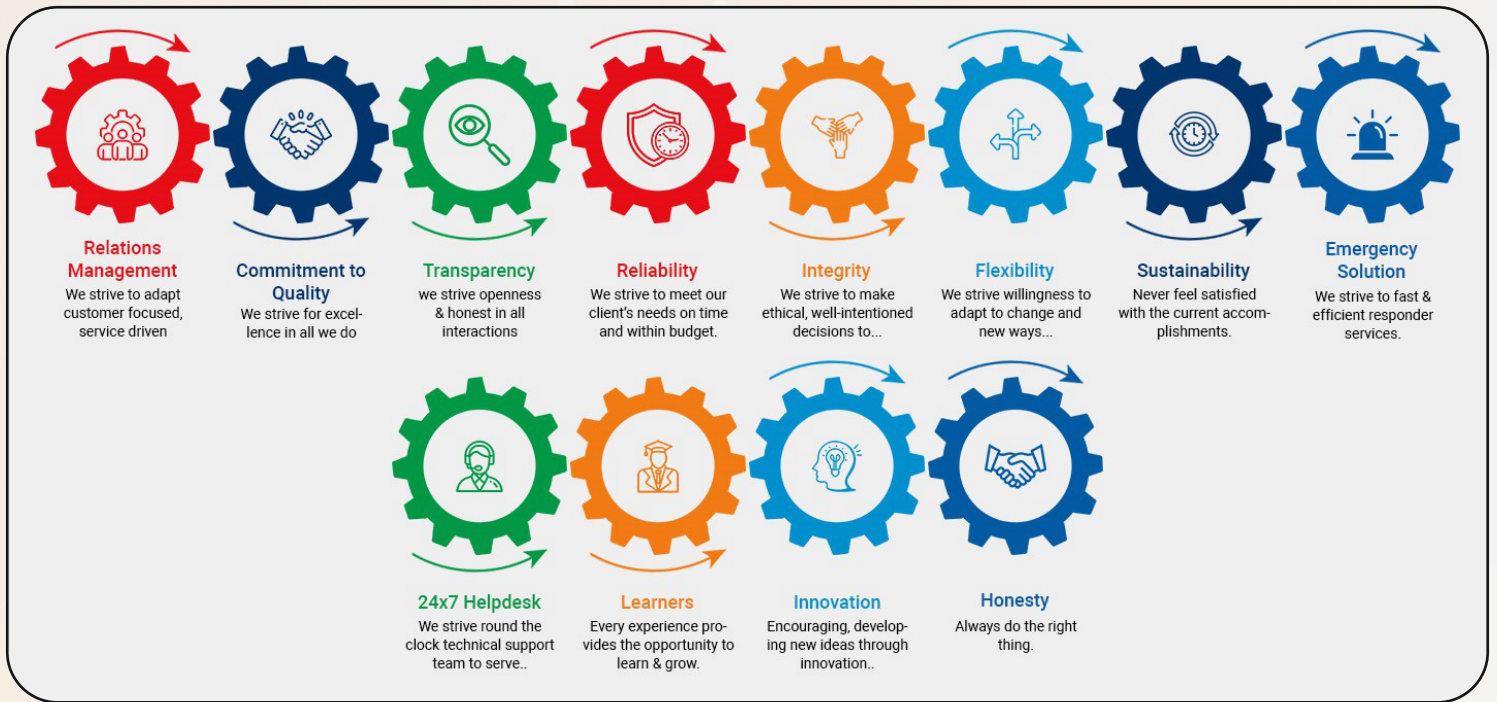 Relations
Management
We strive to adapt
customer focused,
service driven
Commitment to
Quality
We strive for excel-
lence in all we do
Transparency
we strive openness
& honest in all
interactions
Reliability
We strive to meet our
client's needs on time
and within budget.
Integrity
We strive to make
ethical, well-intentioned
decisions to...
Flexibility
We strive willingness to
adapt to change and
new ways...
Sustainability
Never feel satisfied
with the current accom-
plishments.
Emergency
Solution
We strive to fast &
efficient responder
services.
24x7 Helpdesk
We strive round the
clock technical support
team to serve..
Learners
Every experience pro-
vides the opportunity to
learn & grow.
Innovation
Encouraging, develop-
ing new ideas through
innovation..
Honesty
Always do the right
thing.